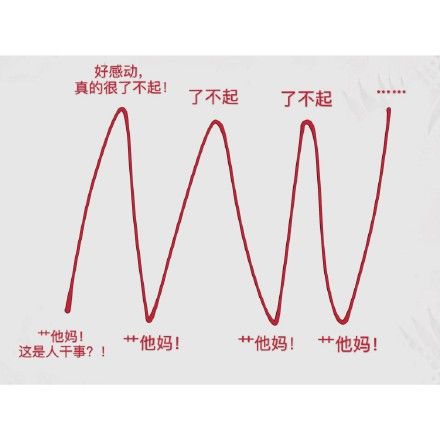 好感动，
真的很了不起！
了不起
了不起
……
艹他妈！
这是人干事？！
艹他妈！
艹他妈！
艹他妈！